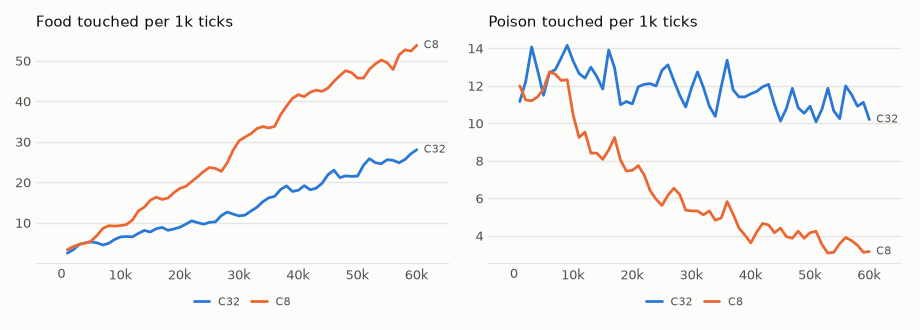 Food touched per 1k ticks
50
40
30
20
10
0 10k 20k 30k 40k 50k 60k
C8
C32
C32 C8
Poison touched per 1k ticks
14
12
10
8
6
4
0 10k 20k 30k 40k 50k 60k
C32
C8
C32 C8